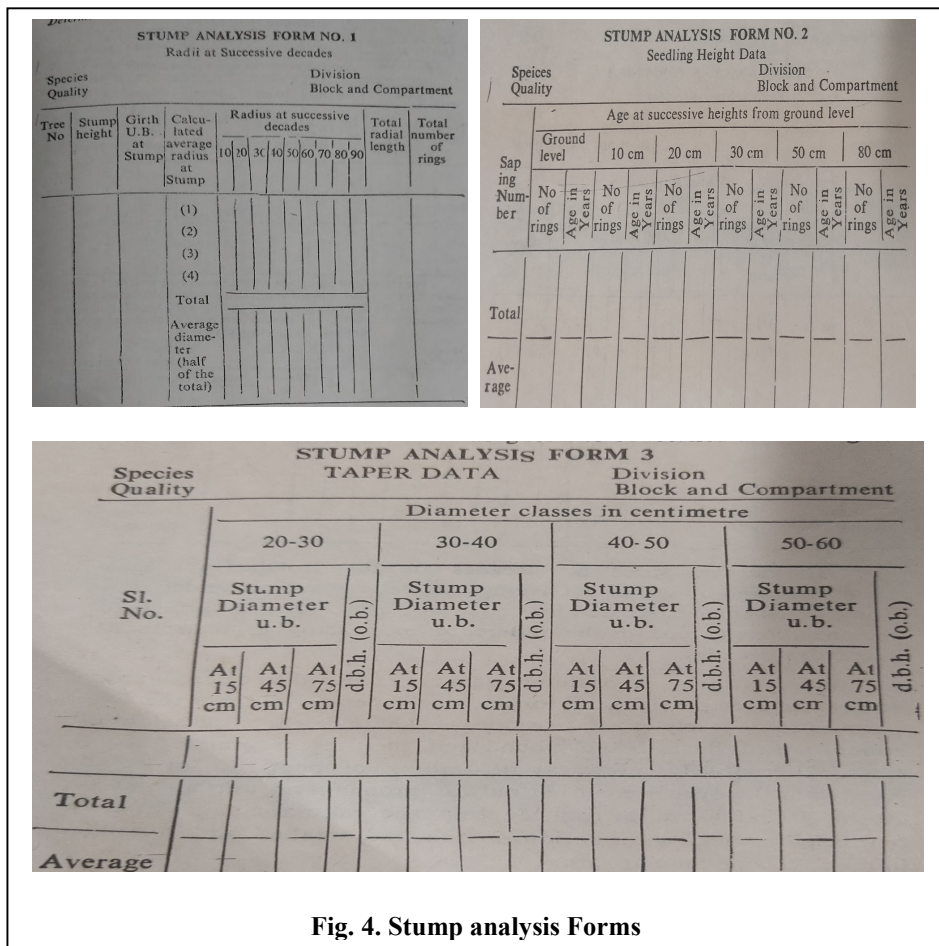 STUMP ANALYSIS FORM NO. 1
Radii at Successive decades
Species Division
Quality Block and Compartment
Tree No Stump height Girth U.B. at Stump Calcu-lated average radius at Stump Radius at successive decades Total radial length Total number of rings
10 20 30 40 50 60 70 80 90
(1)
(2)
(3)
(4)
Total
Average
diame-
ter
(half
of the
total)
STUMP ANALYSIS FORM NO. 2
Seedling Height Data
Speices Division
Quality Block and Compartment
Age at successive heights from ground level
Sap ing Num-ber
Ground level 10 cm 20 cm 30 cm 50 cm 80 cm
No of rings Age in Years No of rings Age in Years No of rings Age in Years No of rings Age in Years No of rings Age in Years No of rings Age in Years
Total
Ave-
rage
STUMP ANALYSIS FORM 3
Species TAPER DATA Division
Quality Block and Compartment
Diameter classes in centimetre
20-30 30-40 40-50 50-60
Sl. No.
Stump Diameter u.b. d.b.h. (o.b.) Stump Diameter u.b. d.b.h. (o.b.) Stump Diameter u.b. d.b.h. (o.b.) Stump Diameter u.b. d.b.h. (o.b.)
At At At At At At At At At At At At
15 45 75 15 45 75 15 45 75 15 45 75
cm cm cm cm cm cm cm cm cm cm cm cm
Total
Average
Fig. 4. Stump analysis Forms